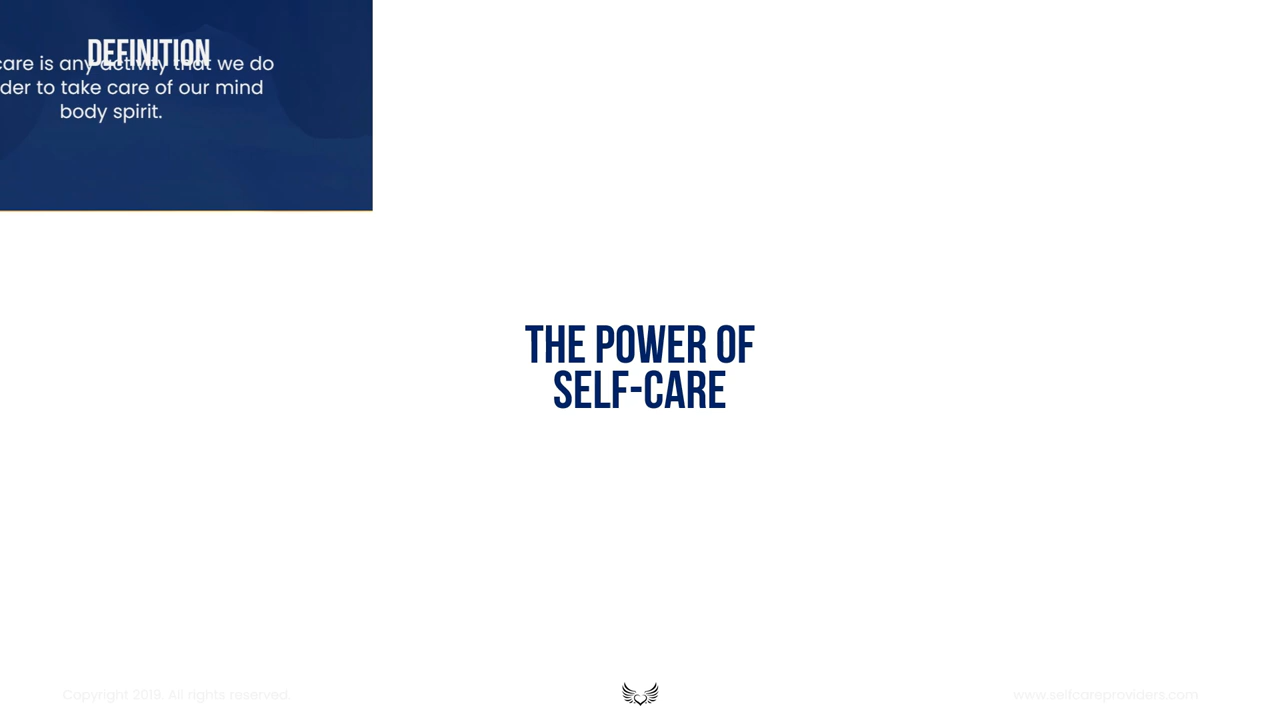 DEFINITION
care is any activity that we do
der to take care of our mind
body spirit.
THE POWER OF
SELF-CARE
Copyright 2019. All rights reserved.
www.selfcareproviders.com